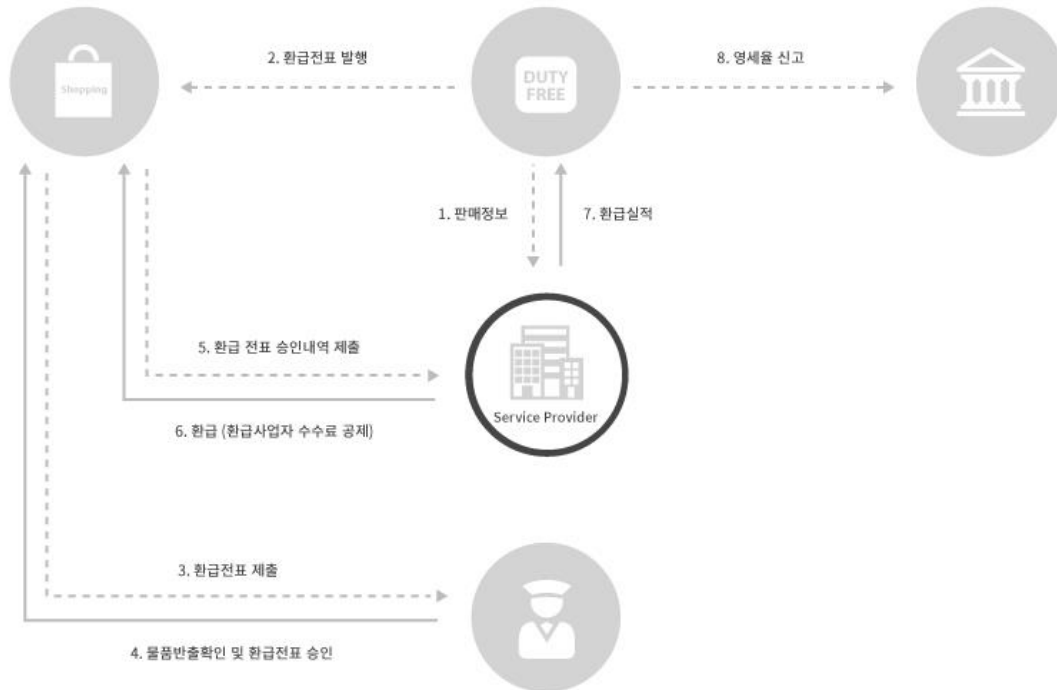 2. 환급전표 발행
8. 영세율 신고
Shopping
DUTY
FREE
1. 판매정보
7. 환급실적
5. 환급 전표 승인내역 제출
Service Provider
6. 환급 (환급사업자 수수료 공제)
3. 환급전표 제출
4. 물품반출확인 및 환급전표 승인